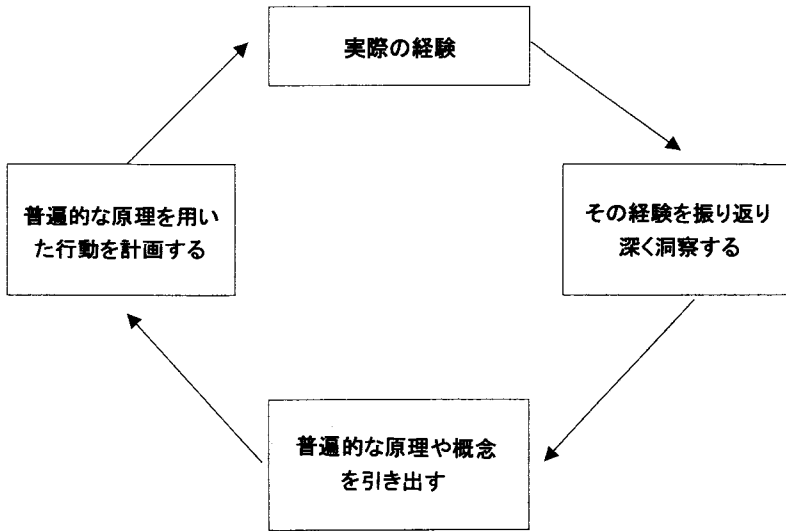 実際の経験
普遍的な原理を用い
た行動を計画する
その経験を振り返り
深く洞察する
普遍的な原理や概念
を引き出す